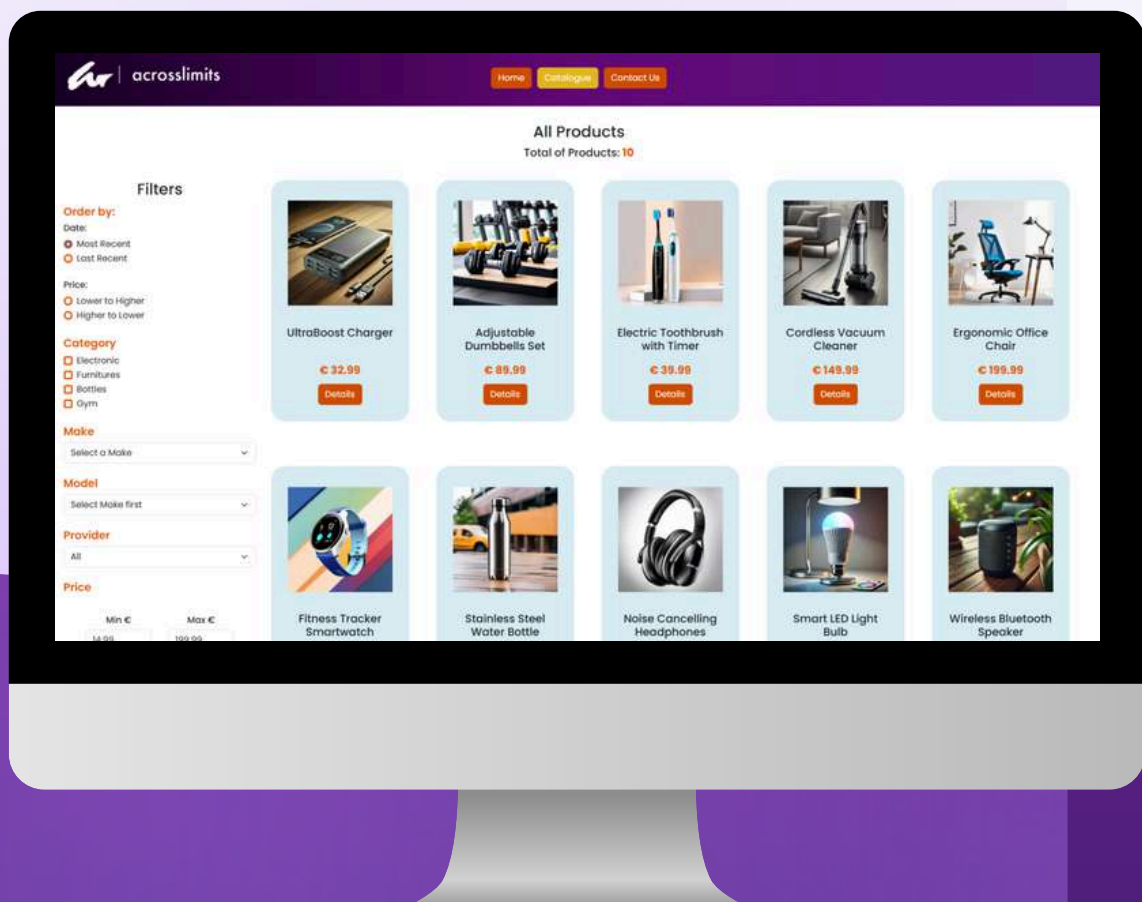 acrosslimits
Home
Catalogue
Contact Us
All Products
Total of Products: 10
Filters
Order by:
Date:
Most Recent
Last Recent
Price:
Lower to Higher
Higher to Lower
Category
Electronic
Furnitures
Bottles
Gym
Make
Select a Make
Model
Select Make first
Provider
All
Price
Min €
Max €
14.99
199.99
UltraBoost Charger
€ 32.99
Details
Adjustable
Dumbbells Set
€ 89.99
Details
Electric Toothbrush
with Timer
€ 39.99
Details
Cordless Vacuum
Cleaner
€ 149.99
Details
Ergonomic Office
Chair
€ 199.99
Details
Fitness Tracker
Smartwatch
Stainless Steel
Water Bottle
Noise Cancelling
Headphones
Smart LED Light
Bulb
Wireless Bluetooth
Speaker